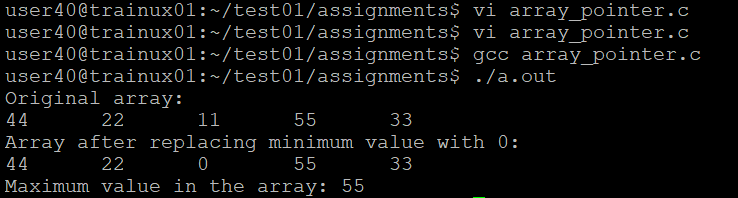 user40@trainux01:~/test01/assignments$ vi array_pointer.c
user40@trainux01:~/test01/assignments$ vi array_pointer.c
user40@trainux01:~/test01/assignments$ gcc array_pointer.c
user40@trainux01:~/test01/assignments$ ./a.out
Original array:
44      22      11      55      33
Array after replacing minimum value with 0:
44      22      0       55      33
Maximum value in the array: 55